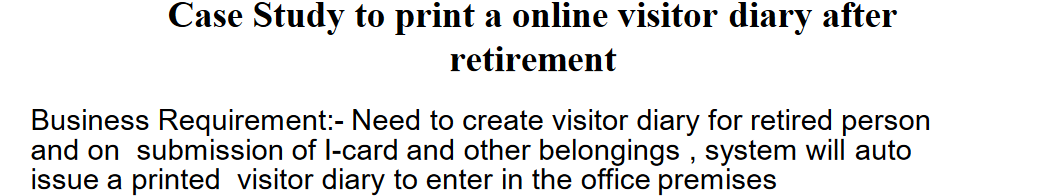 Case Study to print a online visitor diary after
retirement
Business Requirement:- Need to create visitor diary for retired person
and on  submission of I-card and other belongings , system will auto
issue a printed  visitor diary to enter in the office premises